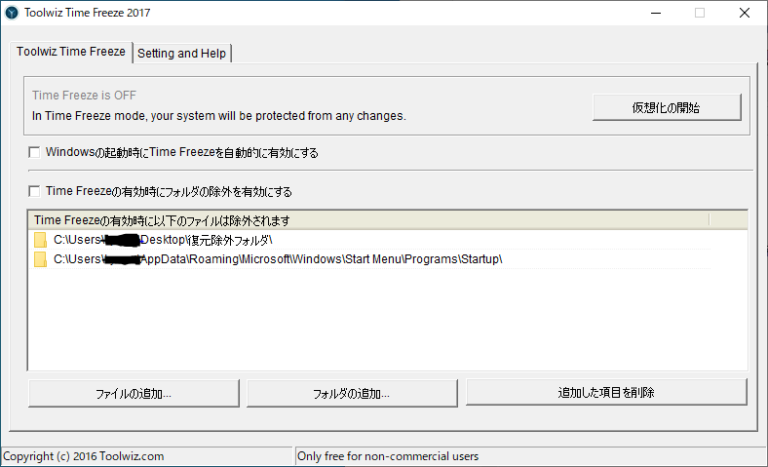 Toolwiz Time Freeze 2017
Toolwiz Time Freeze
Setting and Help
Time Freeze is OFF
In Time Freeze mode, your system will be protected from any changes.
仮想化の開始
Windowsの起動時にTime Freezeを自動的に有効にする
Time Freezeの有効時にフォルダの除外を有効にする
Time Freezeの有効時に以下のファイルは除外されます
C:\Users\ Desktop\復元除外フォルダ\
C:\Users\ AppData\Roaming\Microsoft\Windows\Start Menu\Programs\Startup\
ファイルの追加...
フォルダの追加...
追加した項目を削除
Copyright (c) 2016 Toolwiz.com
Only free for non-commercial users